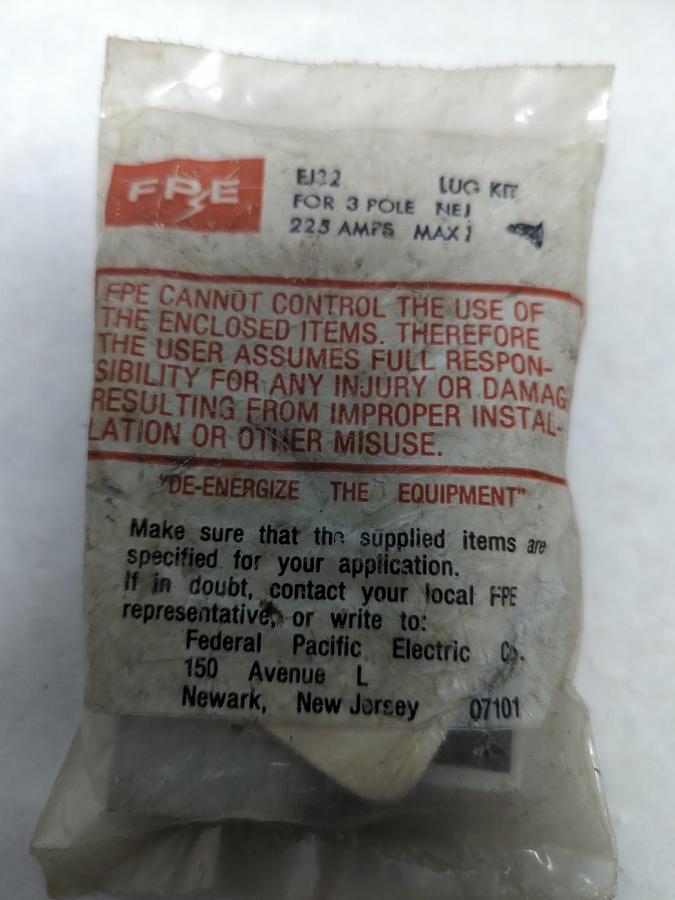 FPE
EJ32 LUG KIT
FOR 3 POLE NEJ
225 AMPS MAX
FPE CANNOT CONTROL THE USE OF
THE ENCLOSED ITEMS. THEREFORE
THE USER ASSUMES FULL RESPON-
SIBILITY FOR ANY INJURY OR DAMAG
RESULTING FROM IMPROPER INSTAL-
LATION OR OTHER MISUSE.
"DE-ENERGIZE THE EQUIPMENT"
Make sure that the supplied items are
specified for your application.
If in doubt, contact your local FPE
representative, or write to:
Federal Pacific Electric Co.
150 Avenue L
Newark, New Jersey 07101